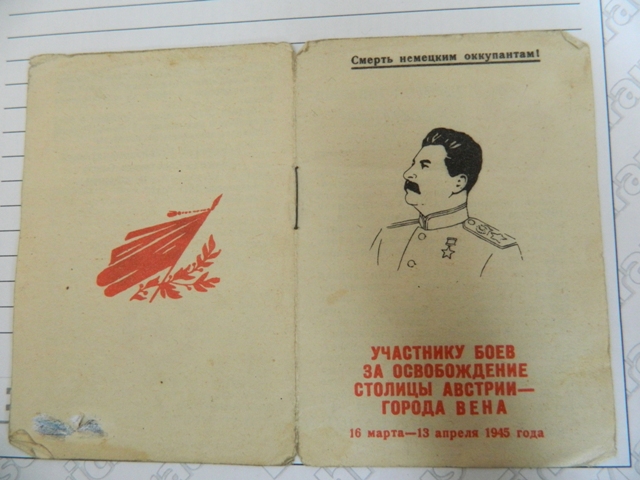 Смерть немецким оккупантам!
УЧАСТНИКУ БОЕВ
ЗА ОСВОБОЖДЕНИЕ
СТОЛИЦЫ АВСТРИИ—
ГОРОДА ВЕНА
16 марта—13 апреля 1945 года